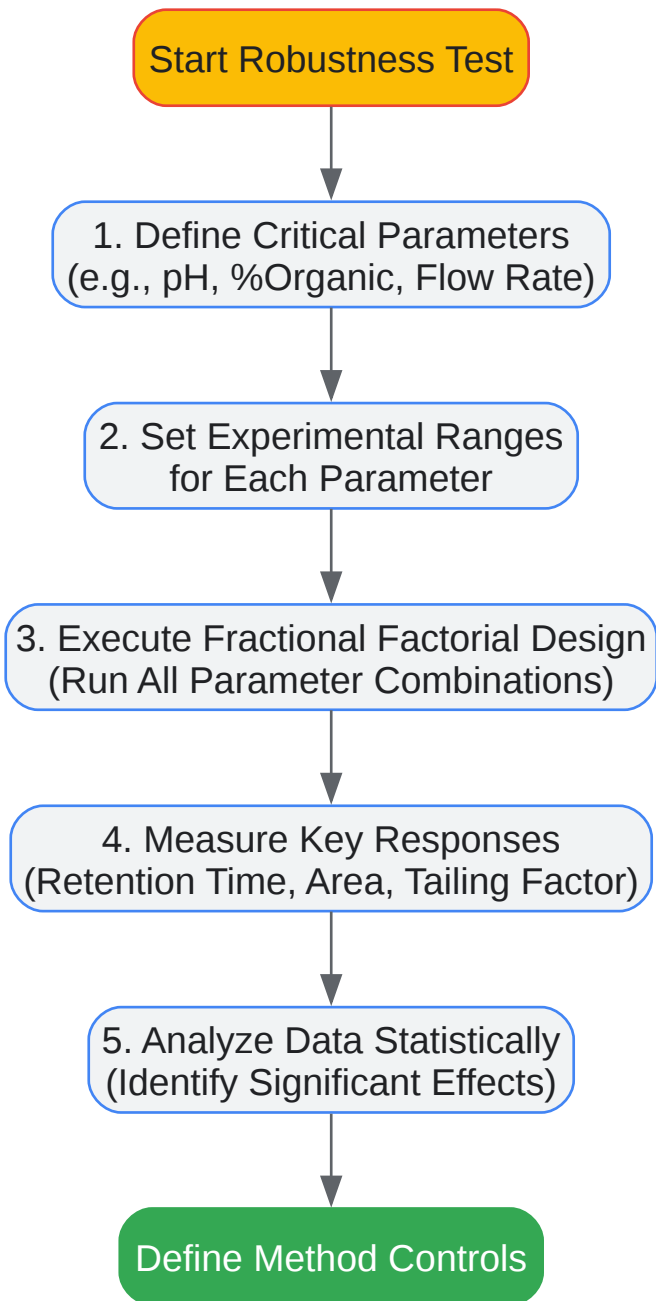 Start Robustness Test
1. Define Critical Parameters
(e.g., pH, %Organic, Flow Rate)
2. Set Experimental Ranges
for Each Parameter
3. Execute Fractional Factorial Design
(Run All Parameter Combinations)
4. Measure Key Responses
(Retention Time, Area, Tailing Factor)
5. Analyze Data Statistically
(Identify Significant Effects)
Define Method Controls